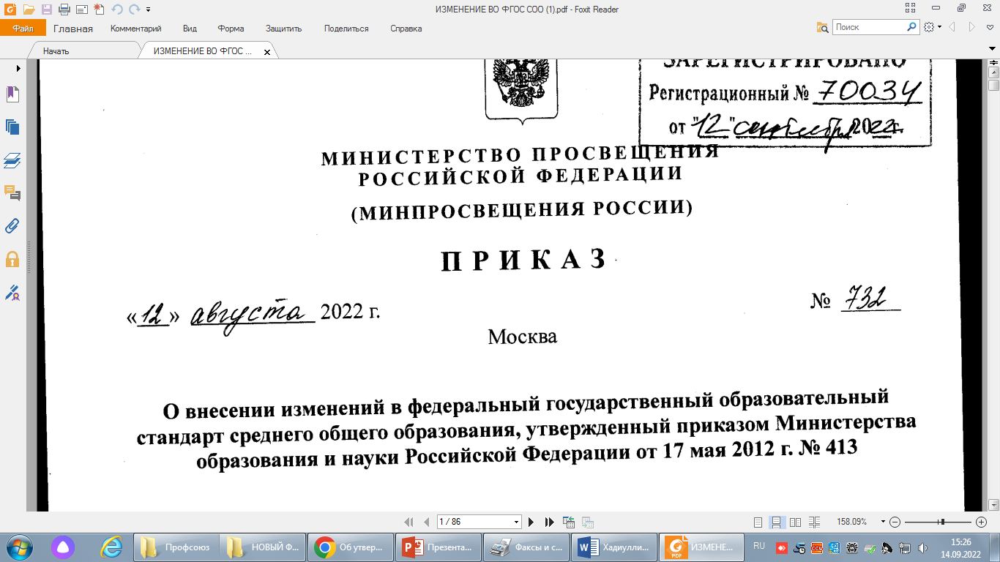 ИЗМЕНЕНИЕ ВО ФГОС СОО (1).pdf - Foxit Reader
Файл Главная Комментарий Вид Форма Защитить Поделиться Справка Поиск
Начать ИЗМЕНЕНИЕ ВО ФГОС ...
ЗАРЕГИСТРИРОВАНО
Регистрационный № 70034
от "12" сентября 2022г.
МИНИСТЕРСТВО ПРОСВЕЩЕНИЯ
РОССИЙСКОЙ ФЕДЕРАЦИИ
(МИНПРОСВЕЩЕНИЯ РОССИИ)
ПРИКАЗ
«12» августа 2022 г. № 732
Москва
О внесении изменений в федеральный государственный образовательный
стандарт среднего общего образования, утвержденный приказом Министерства
образования и науки Российской Федерации от 17 мая 2012 г. № 413
1 / 86 158.09%
Профсоюз НОВЫЙ Ф... Об утвер... Презента... Факсы и с... Хадиулли... ИЗМЕНЕ... RU 15:26
14.09.2022